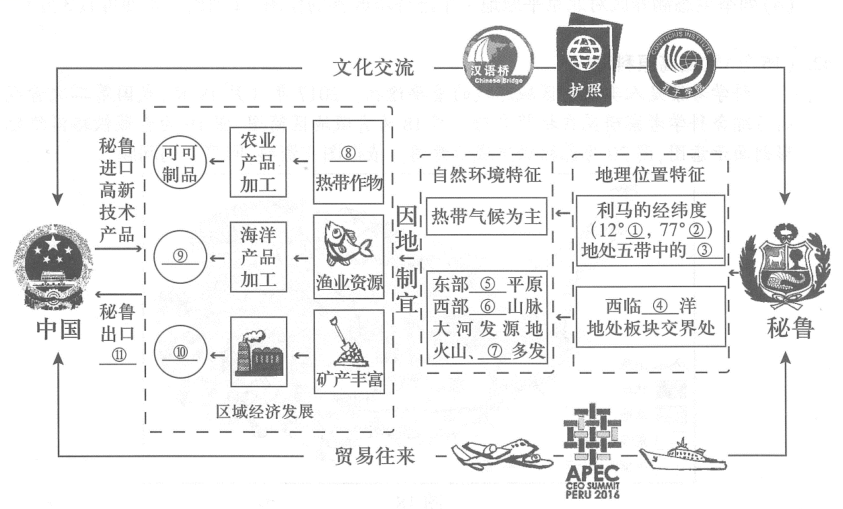 文化交流
汉语桥
Chinese Bridge
护照
CONFUCIUS INSTITUTE
孔子学院
秘鲁
进口
高新
技术
产品
可可
制品
农业
产品
加工
⑧
热带作物
⑨
海洋
产品
加工
渔业资源
⑩
矿产丰富
区域经济发展
因地制宜
自然环境特征
热带气候为主
东部⑤平原
西部⑥山脉
大河发源地
火山、⑦多发
地理位置特征
利马的经纬度
(12°①,77°②)
地处五带中的③
西临④洋
地处板块交界处
中国
秘鲁
出口
⑪
秘鲁
贸易往来
APEC
CEO SUMMIT
PERU 2016